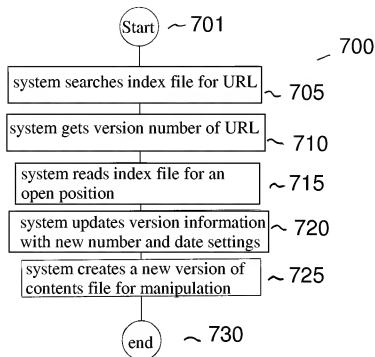 Start
701
700
system searches index file for URL
705
system gets version number of URL
710
system reads index file for an
open position
715
system updates version information
with new number and date settings
720
system creates a new version of
contents file for manipulation
725
end
730